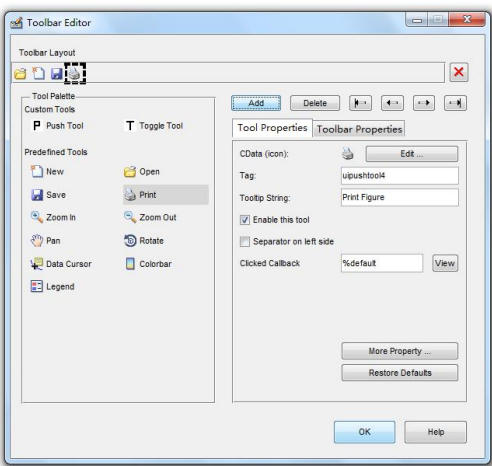 Toolbar Editor
Toolbar Layout
Tool Palette
Custom Tools
P Push Tool
T Toggle Tool
Predefined Tools
New
Open
Save
Print
Zoom In
Zoom Out
Pan
Rotate
Data Cursor
Colorbar
Legend
Add
Delete
Tool Properties
Toolbar Properties
CData (icon):
Edit ...
Tag:
uipushtool4
Tooltip String:
Print Figure
Enable this tool
Separator on left side
Clicked Callback
%default
View
More Property ...
Restore Defaults
OK
Help